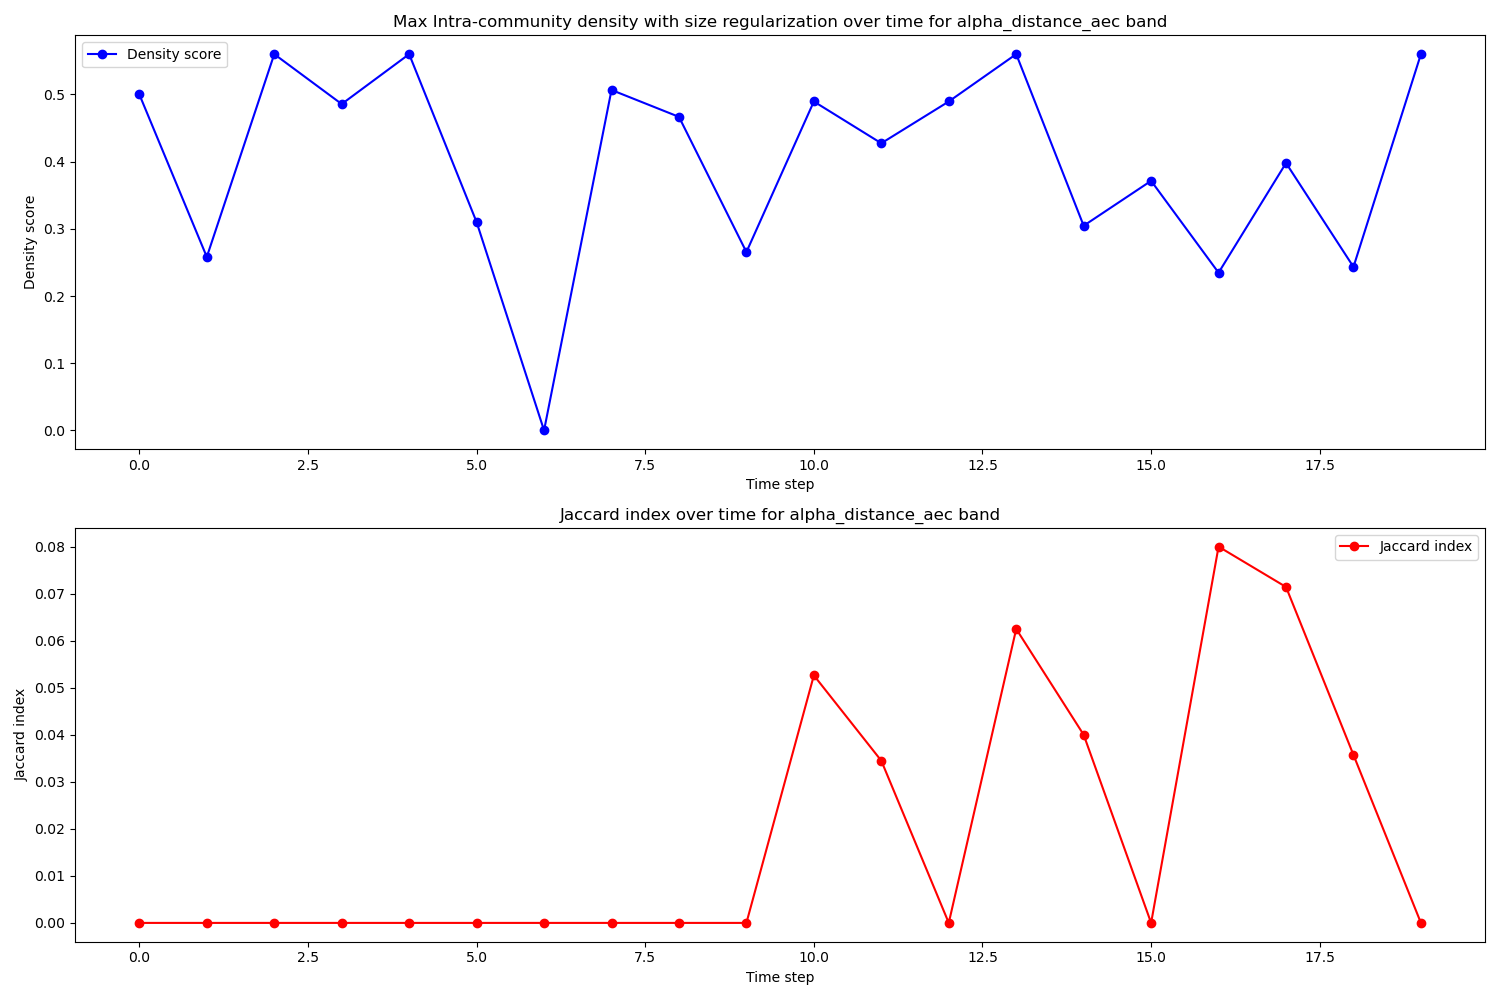 Max Intra-community density with size regularization over time for alpha_distance_aec band
Density score
0.5
0.4
0.3
0.2
0.1
0.0
Density score
0.0 2.5 5.0 7.5 10.0 12.5 15.0 17.5
Time step
Jaccard index over time for alpha_distance_aec band
Jaccard index
0.08
0.07
0.06
0.05
0.04
0.03
0.02
0.01
0.00
Jaccard index
0.0 2.5 5.0 7.5 10.0 12.5 15.0 17.5
Time step